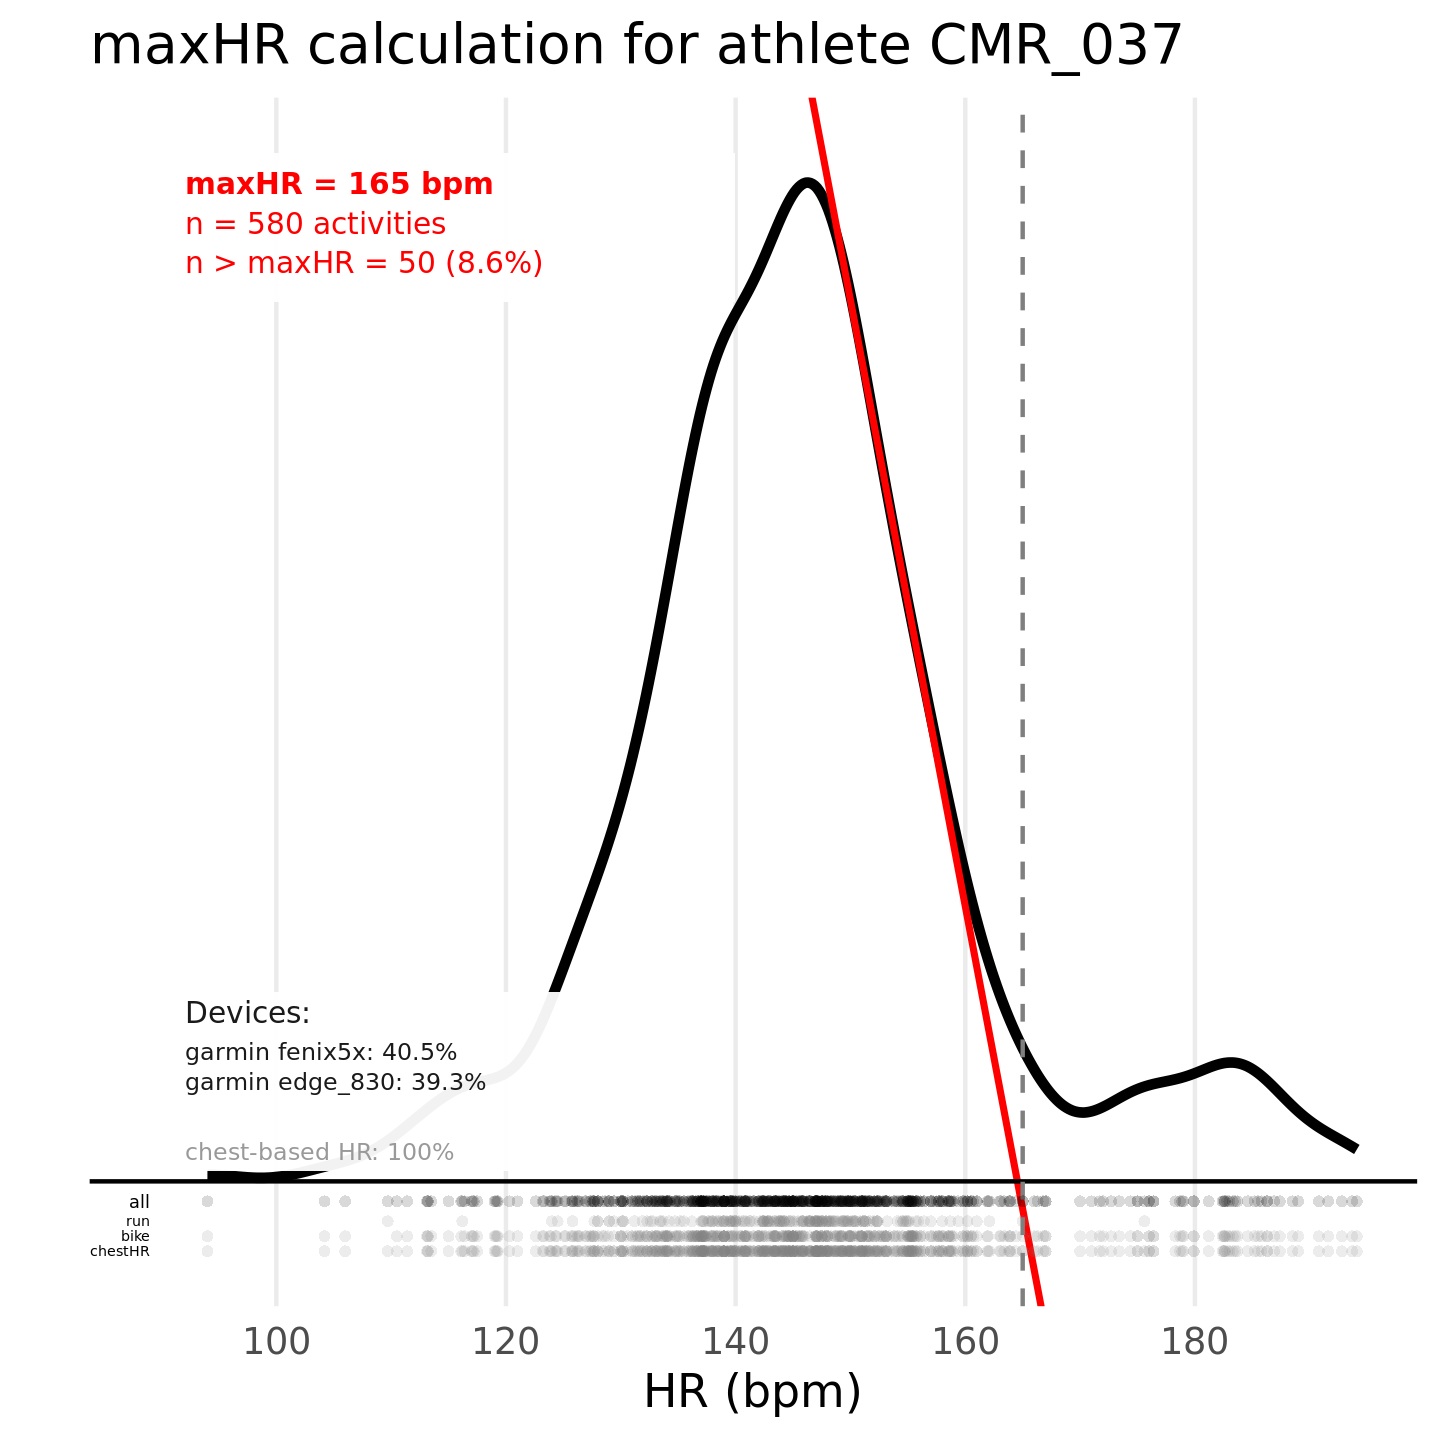 maxHR calculation for athlete CMR_037
maxHR = 165 bpm
n = 580 activities
n > maxHR = 50 (8.6%)
Devices:
garmin fenix5x: 40.5%
garmin edge_830: 39.3%
chest-based HR: 100%
all
run
bike
chestHR
100 120 140 160 180
HR (bpm)